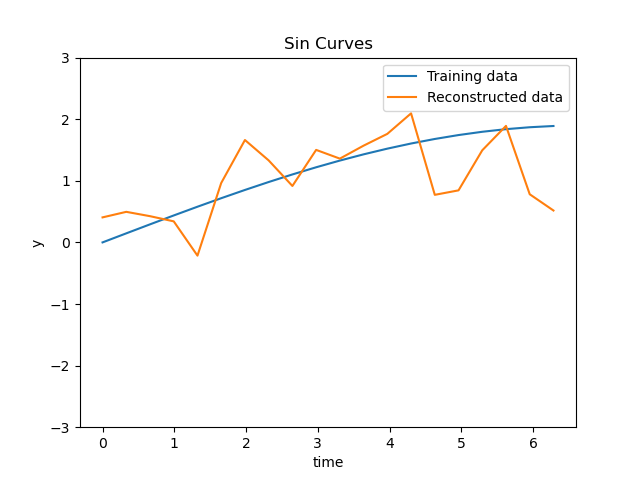 Sin Curves
Training data
Reconstructed data
3
2
1
0
−1
−2
−3
y
0 1 2 3 4 5 6
time